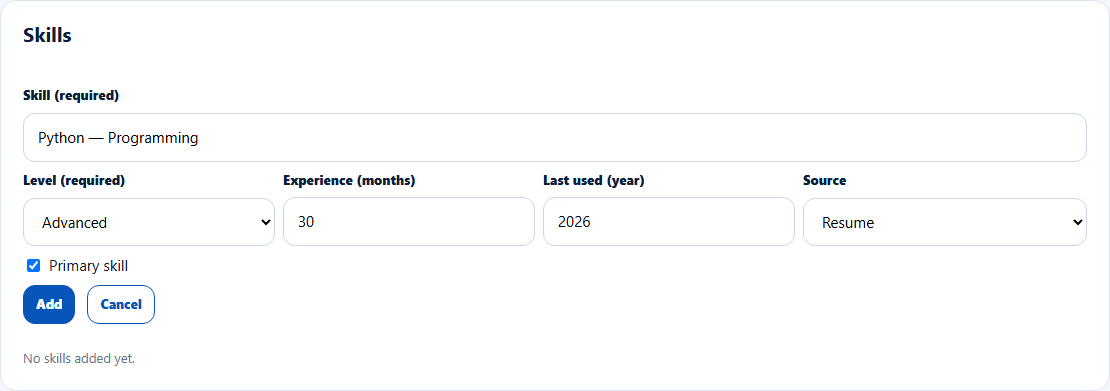 Skills
Skill (required)
Python — Programming
Level (required) Experience (months) Last used (year) Source
Advanced 30 2026 Resume
Primary skill
Add Cancel
No skills added yet.